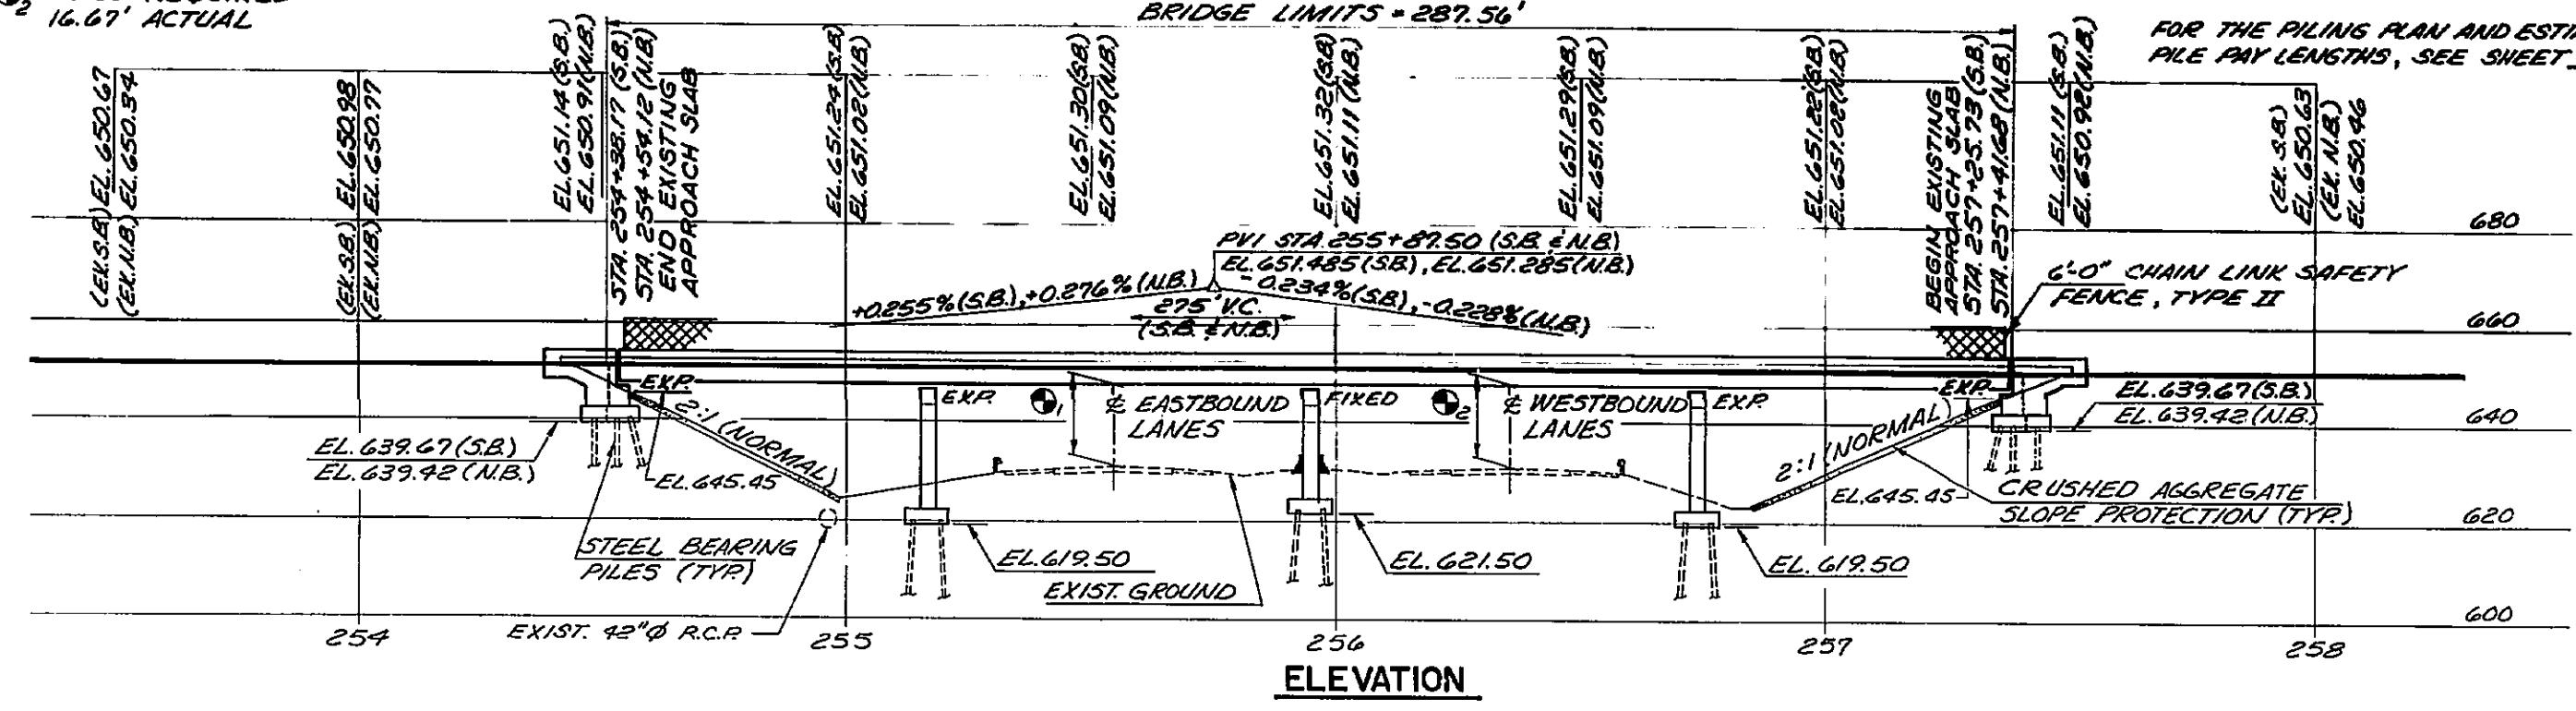 16.67' ACTUAL
BRIDGE LIMITS = 287.56'
FOR THE PILING PLAN AND
PILE PAY LENGTHS, SEE SHEET
(EX.S.B.) EL. 650.67
(EX.N.B.) EL. 650.34
(EX.S.B.) EL. 650.98
(EX.N.B.) EL. 650.77
EL. 651.14 (S.B.)
EL. 650.91 (N.B.)
STA. 254+38.17 (S.B.)
STA. 254+54.12 (N.B.)
END EXISTING
APPROACH SLAB
EL. 651.24 (S.B.)
EL. 651.02 (N.B.)
EL. 651.30 (S.B.)
EL. 651.09 (N.B.)
EL. 651.32 (S.B.)
EL. 651.11 (N.B.)
EL. 651.29 (S.B.)
EL. 651.09 (N.B.)
EL. 651.22 (S.B.)
EL. 651.02 (N.B.)
BEGIN EXISTING
APPROACH SLAB
STA. 257+25.73 (S.B.)
STA. 257+41.68 (N.B.)
EL. 651.11 (S.B.)
EL. 650.92 (N.B.)
(EX. S.B.)
EL. 650.63
(EX. N.B.)
EL. 650.46
680
PVI STA. 255+87.50 (S.B. & N.B.)
EL. 651.485 (S.B.), EL. 651.285 (N.B.)
+0.255% (S.B.), +0.276% (N.B.)
-0.234% (S.B.), -0.228% (N.B.)
275' V.C.
(S.B. & N.B.)
6'-0" CHAIN LINK SAFETY
FENCE, TYPE II
660
EXP.
EXP.
1
℄ EASTBOUND
LANES
FIXED
2
℄ WESTBOUND
LANES
EXP.
EXP.
2:1 (NORMAL)
2:1 (NORMAL)
EL. 639.67 (S.B.)
EL. 639.42 (N.B.)
640
EL. 639.67 (S.B.)
EL. 639.42 (N.B.)
EL. 645.45
EL. 645.45
CRUSHED AGGREGATE
SLOPE PROTECTION (TYP.)
620
STEEL BEARING
PILES (TYP.)
EL. 619.50
EXIST. GROUND
EL. 621.50
EL. 619.50
600
EXIST. 42"Ø R.C.P.
254
255
256
257
258
ELEVATION